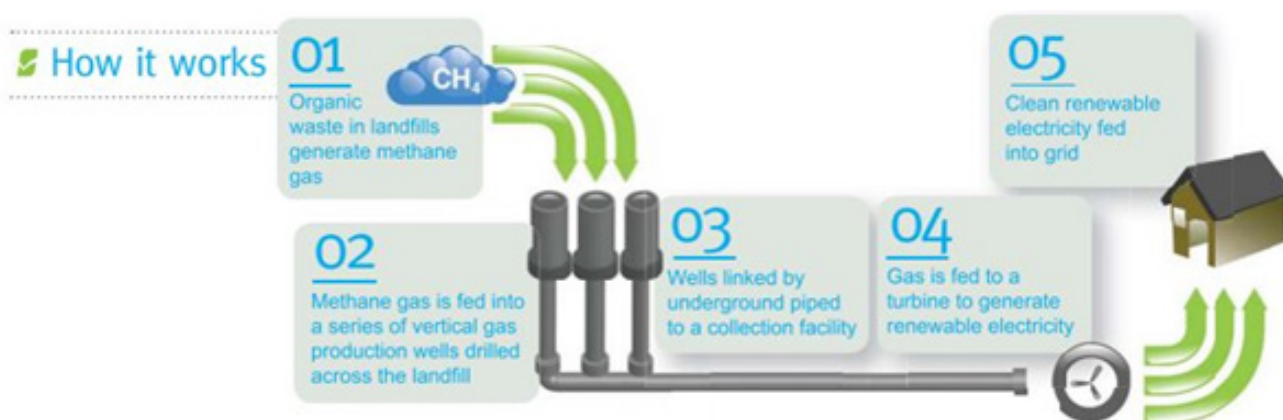 How it works
01
Organic
waste in landfills
generate methane
gas
CH₄
02
Methane gas is fed into
a series of vertical gas
production wells drilled
across the landfill
03
Wells linked by
underground piped
to a collection facility
04
Gas is fed to a
turbine to generate
renewable electricity
05
Clean renewable
electricity fed
into grid